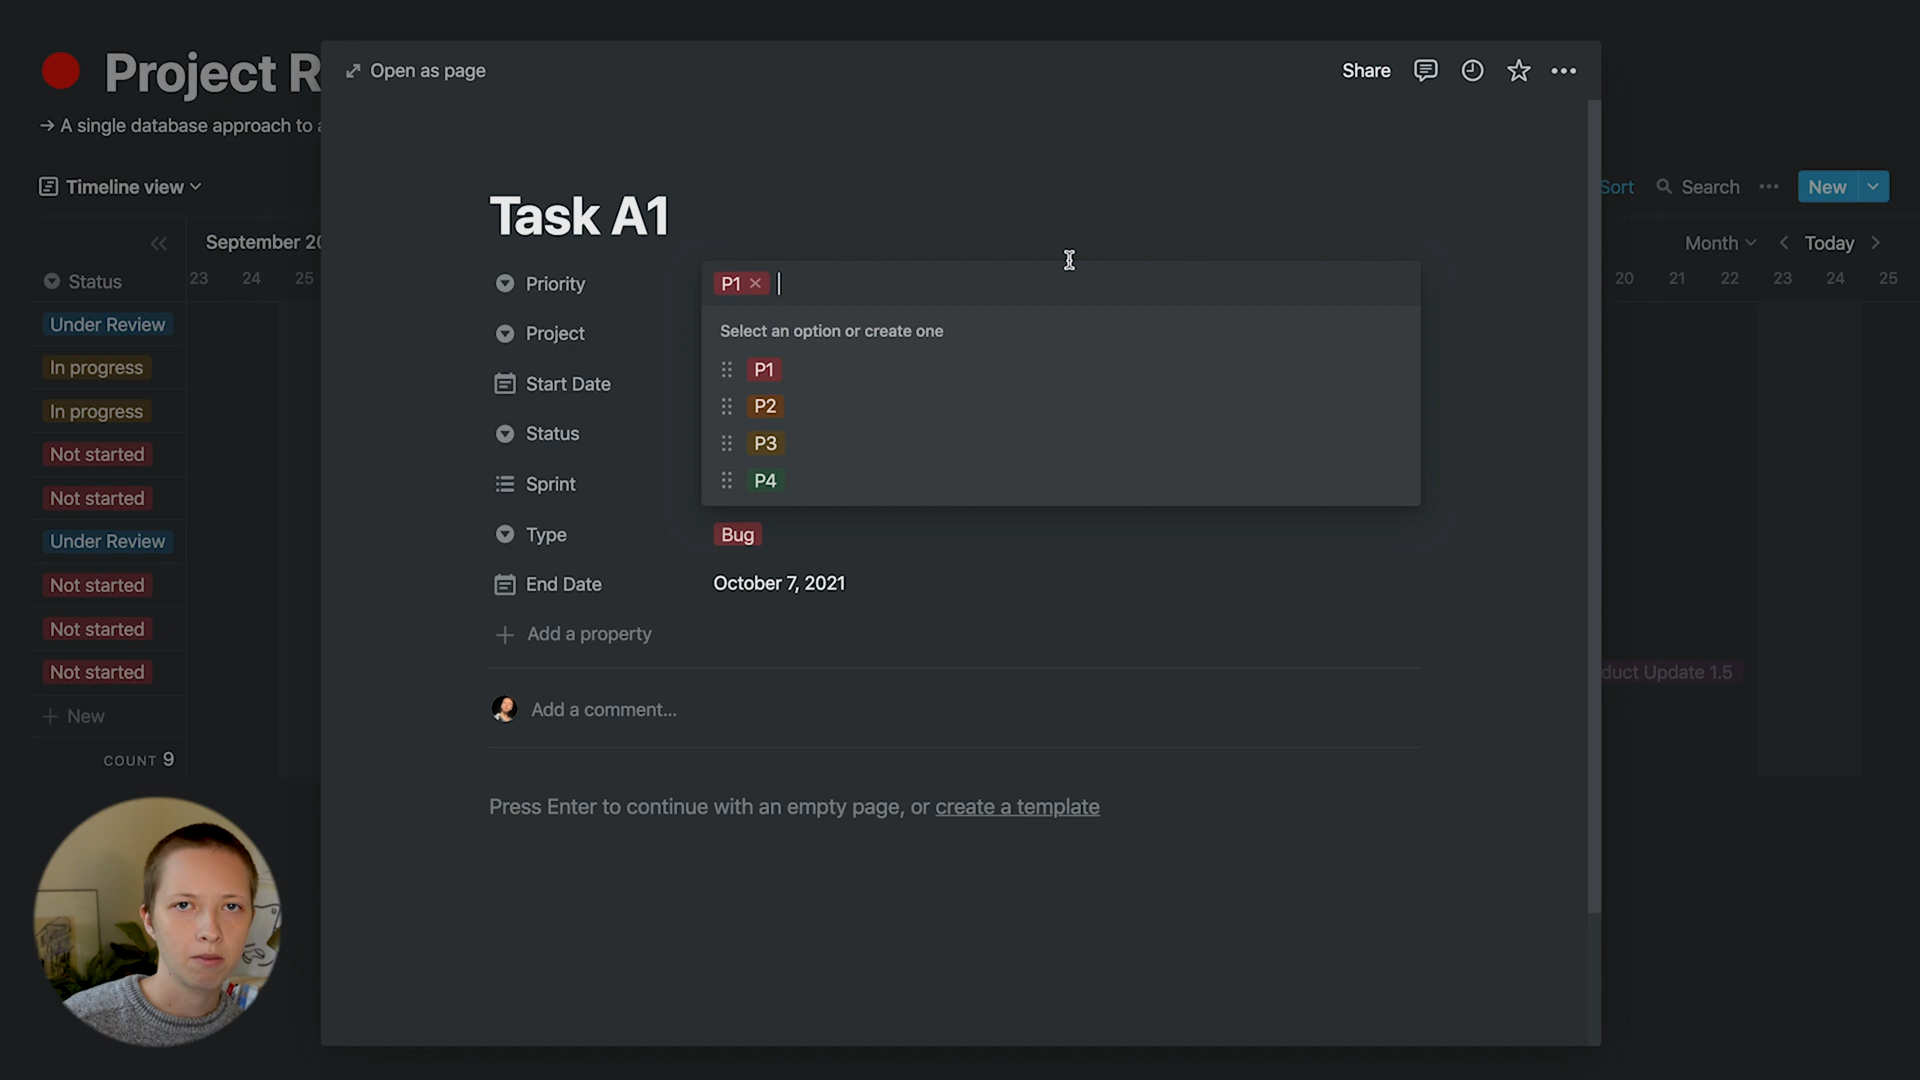 Project R
→ A single database approach to
Timeline view
September 20
23 24 25
Status
Under Review
In progress
In progress
Not started
Not started
Under Review
Not started
Not started
Not started
+ New
COUNT 9
Open as page
Share
Task A1
Priority
P1 ×
Select an option or create one
P1
P2
P3
P4
Project
Start Date
Status
Sprint
Type
Bug
End Date
October 7, 2021
+ Add a property
Add a comment...
Press Enter to continue with an empty page, or create a template
Sort Search ••• New
Month < Today >
20 21 22 23 24 25
duct Update 1.5